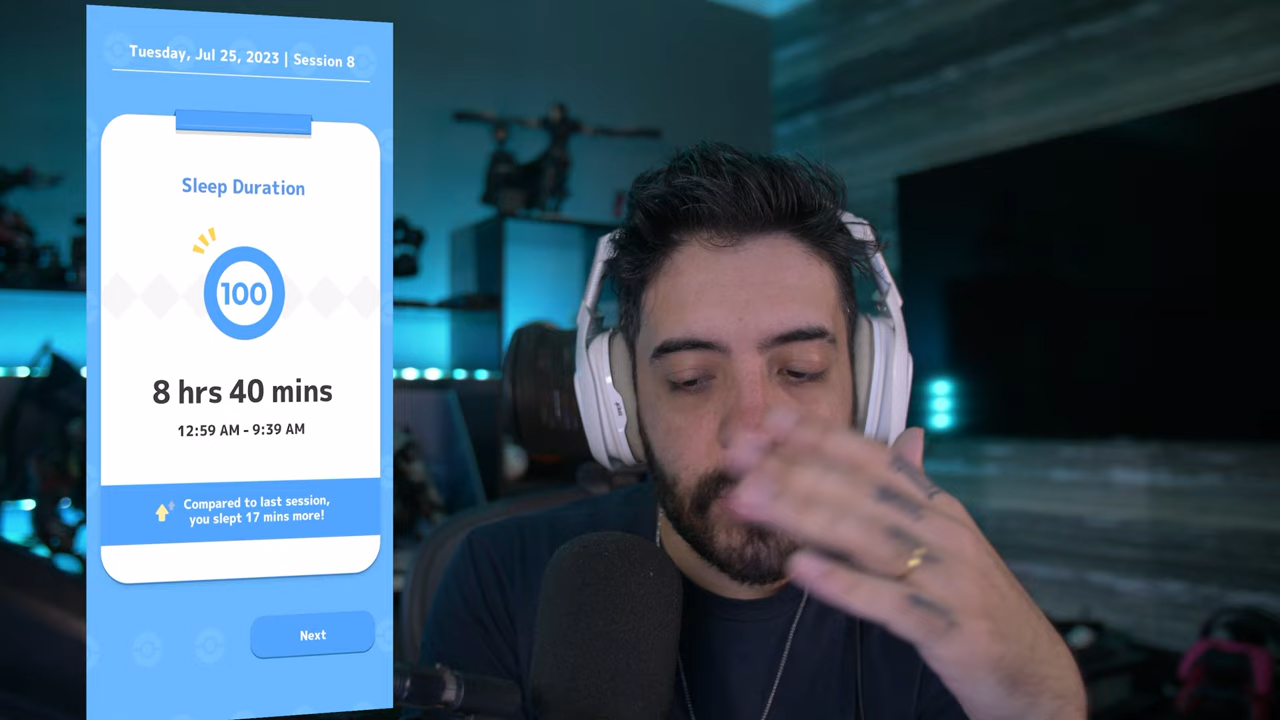 Tuesday, Jul 25, 2023 | Session 8
Sleep Duration
100
8 hrs 40 mins
12:59 AM - 9:39 AM
Compared to last session,
you slept 17 mins more!
Next